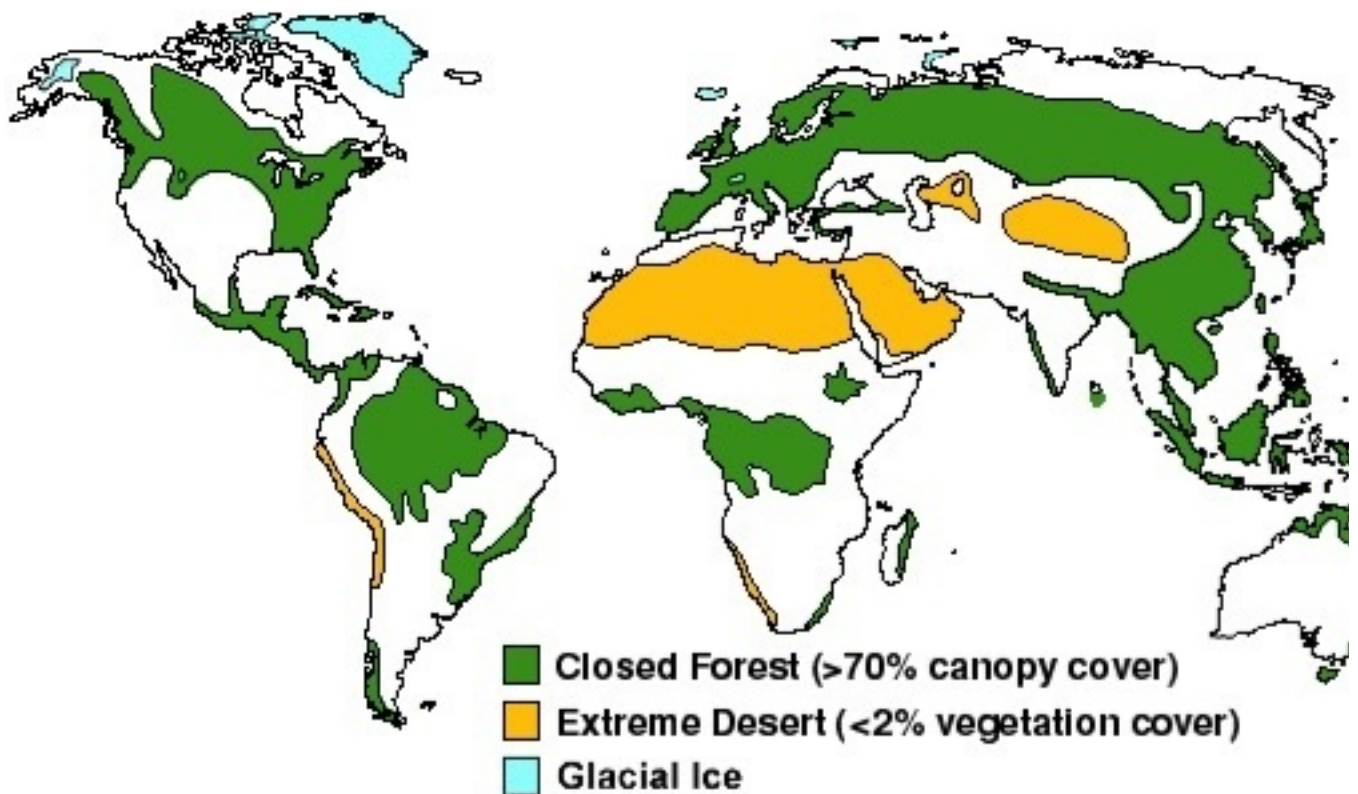 Closed Forest (>70% canopy cover)
Extreme Desert (<2% vegetation cover)
Glacial Ice